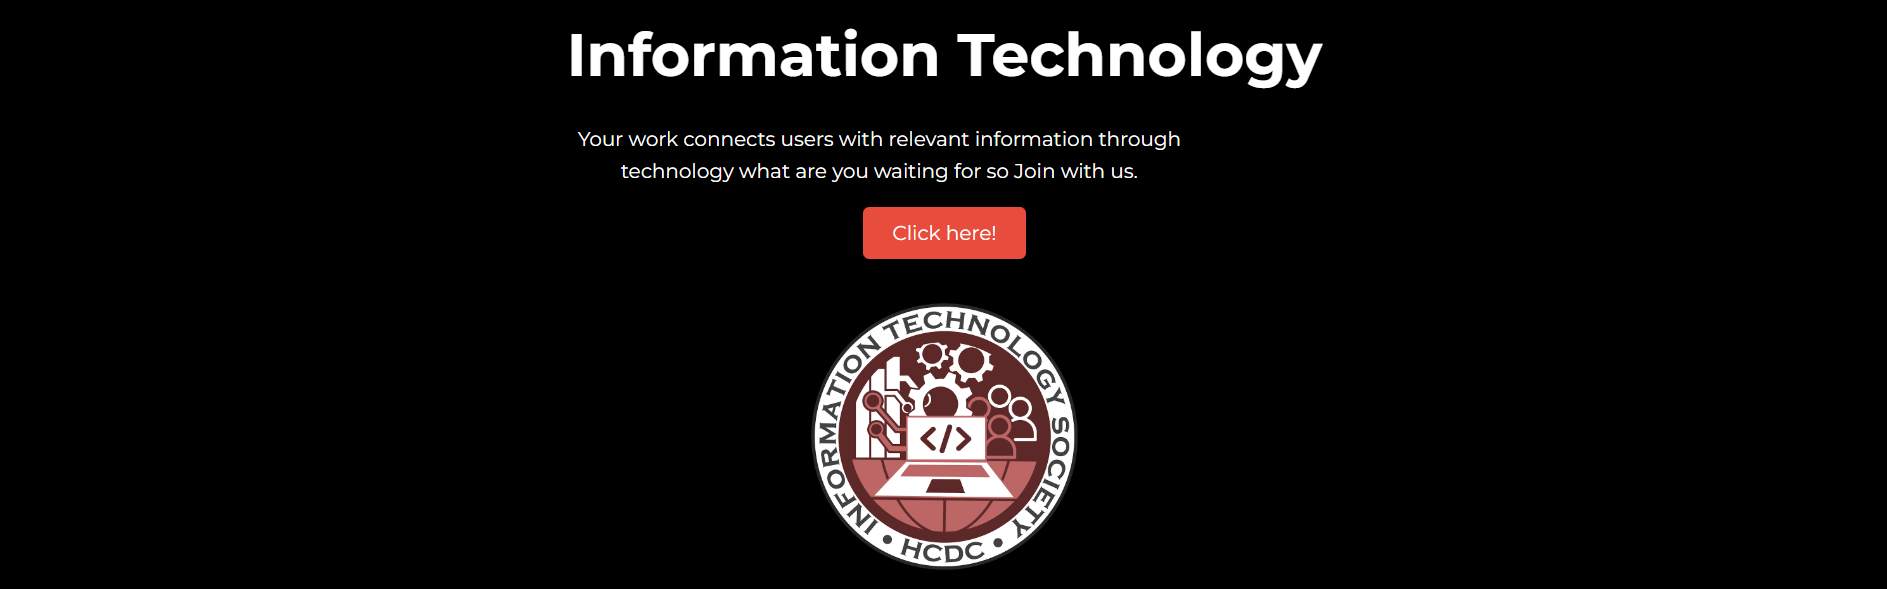 Information Technology
Your work connects users with relevant information through
technology what are you waiting for so Join with us.
Click here!
INFORMATION TECHNOLOGY SOCIETY
</>
• HCDC •